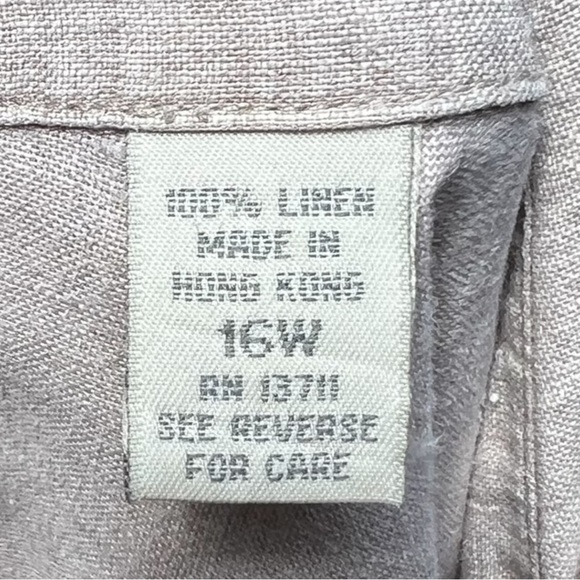 100% LINEN
MADE IN
HONG KONG
16W
RN 13711
SEE REVERSE
FOR CARE